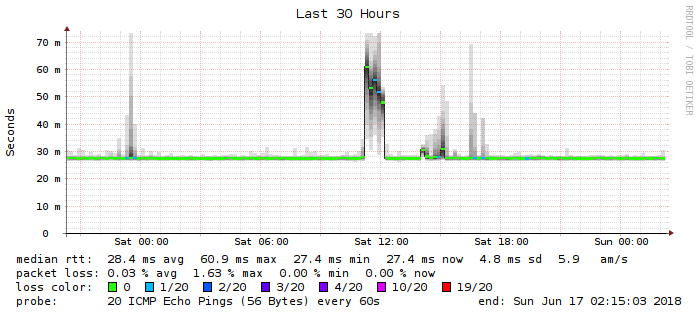 Last 30 Hours
RRDTOOL / TOBI OETIKER
Seconds
70 m
60 m
50 m
40 m
30 m
20 m
10 m
0
Sat 00:00 Sat 06:00 Sat 12:00 Sat 18:00 Sun 00:00
median rtt: 28.4 ms avg 60.9 ms max 27.4 ms min 27.4 ms now 4.8 ms sd 5.9 am/s
packet loss: 0.03 % avg 1.63 % max 0.00 % min 0.00 % now
loss color: 0 1/20 2/20 3/20 4/20 10/20 19/20
probe: 20 ICMP Echo Pings (56 Bytes) every 60s end: Sun Jun 17 02:15:03 2018